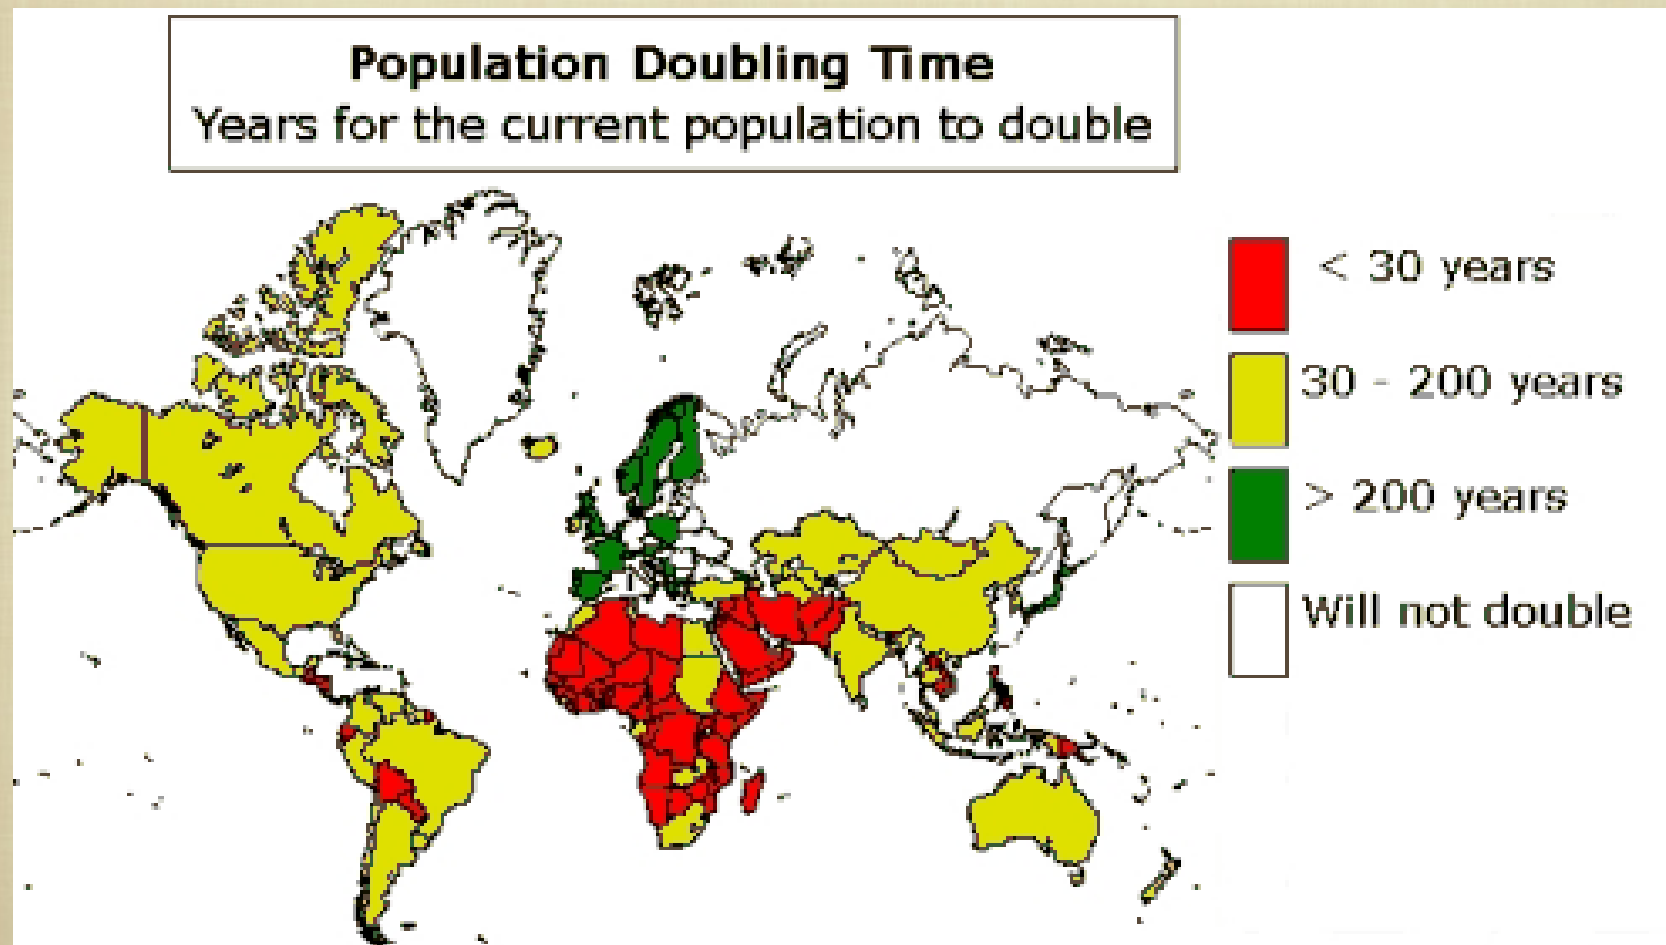 Population Doubling Time
Years for the current population to double
< 30 years
30 - 200 years
> 200 years
Will not double